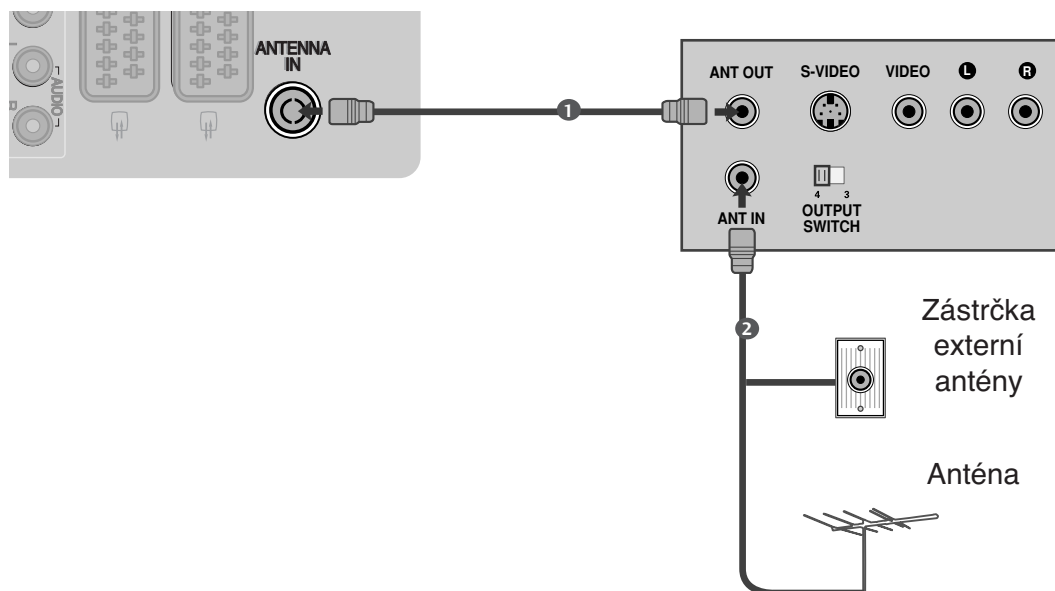 ANTENNA
IN
AUDIO
R
1
ANT OUT
S-VIDEO
VIDEO
L
R
4
3
ANT IN
OUTPUT
SWITCH
2
Zástrčka
externí
antény
Anténa